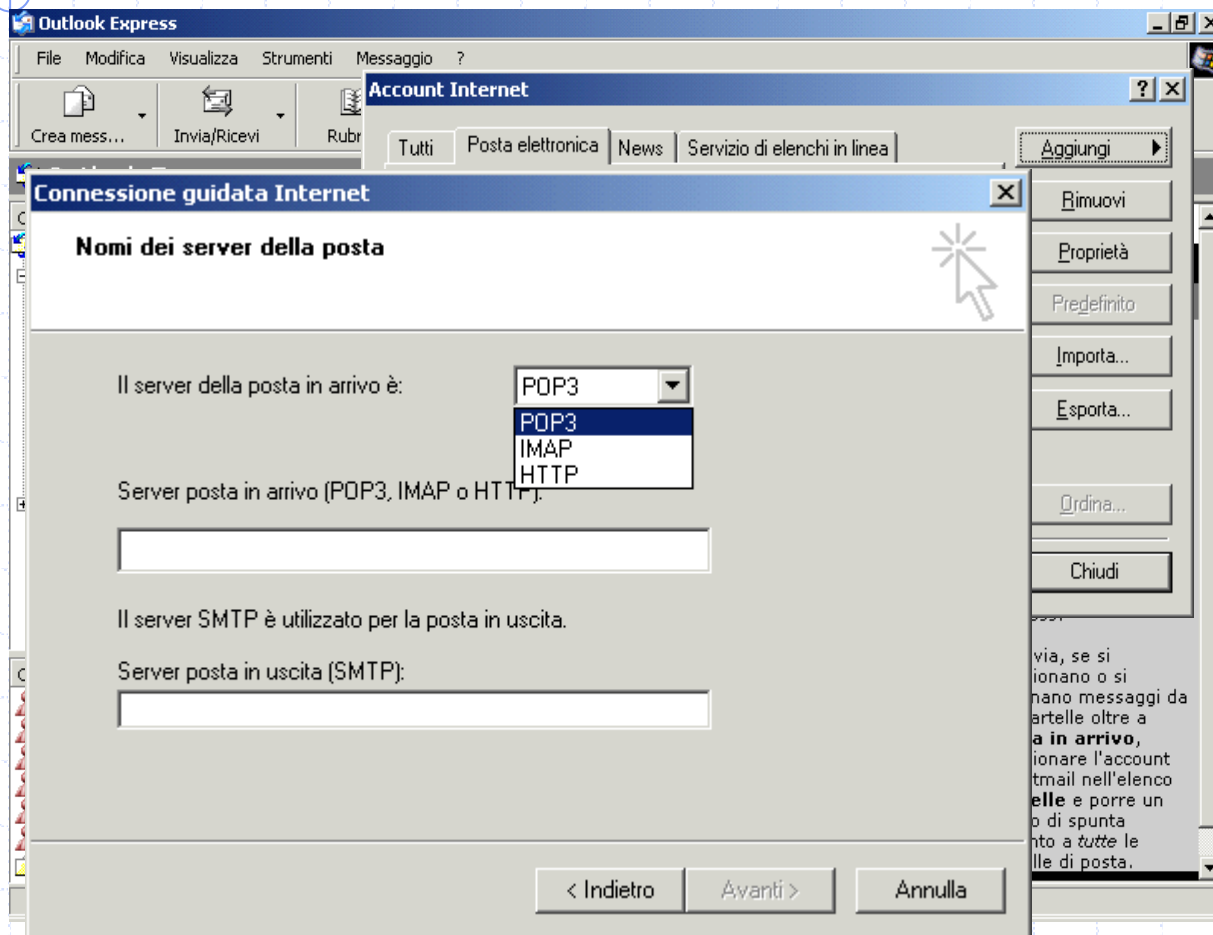 Outlook Express
File Modifica Visualizza Strumenti Messaggio ?
Crea mess... Invia/Ricevi
Account Internet
Tutti Posta elettronica News Servizio di elenchi in linea
Aggiungi
Rimuovi
Proprietà
Predefinito
Importa...
Esporta...
Ordina...
Chiudi
Connessione guidata Internet
Nomi dei server della posta
Il server della posta in arrivo è: POP3
POP3
IMAP
HTTP
Server posta in arrivo (POP3, IMAP o HTTP):
Il server SMTP è utilizzato per la posta in uscita.
Server posta in uscita (SMTP):
< Indietro Avanti > Annulla
via, se si
ionano o si
nano messaggi da
artelle oltre a
a in arrivo,
ionare l'account
tmail nell'elenco
elle e porre un
o di spunta
nto a tutte le
lle di posta.